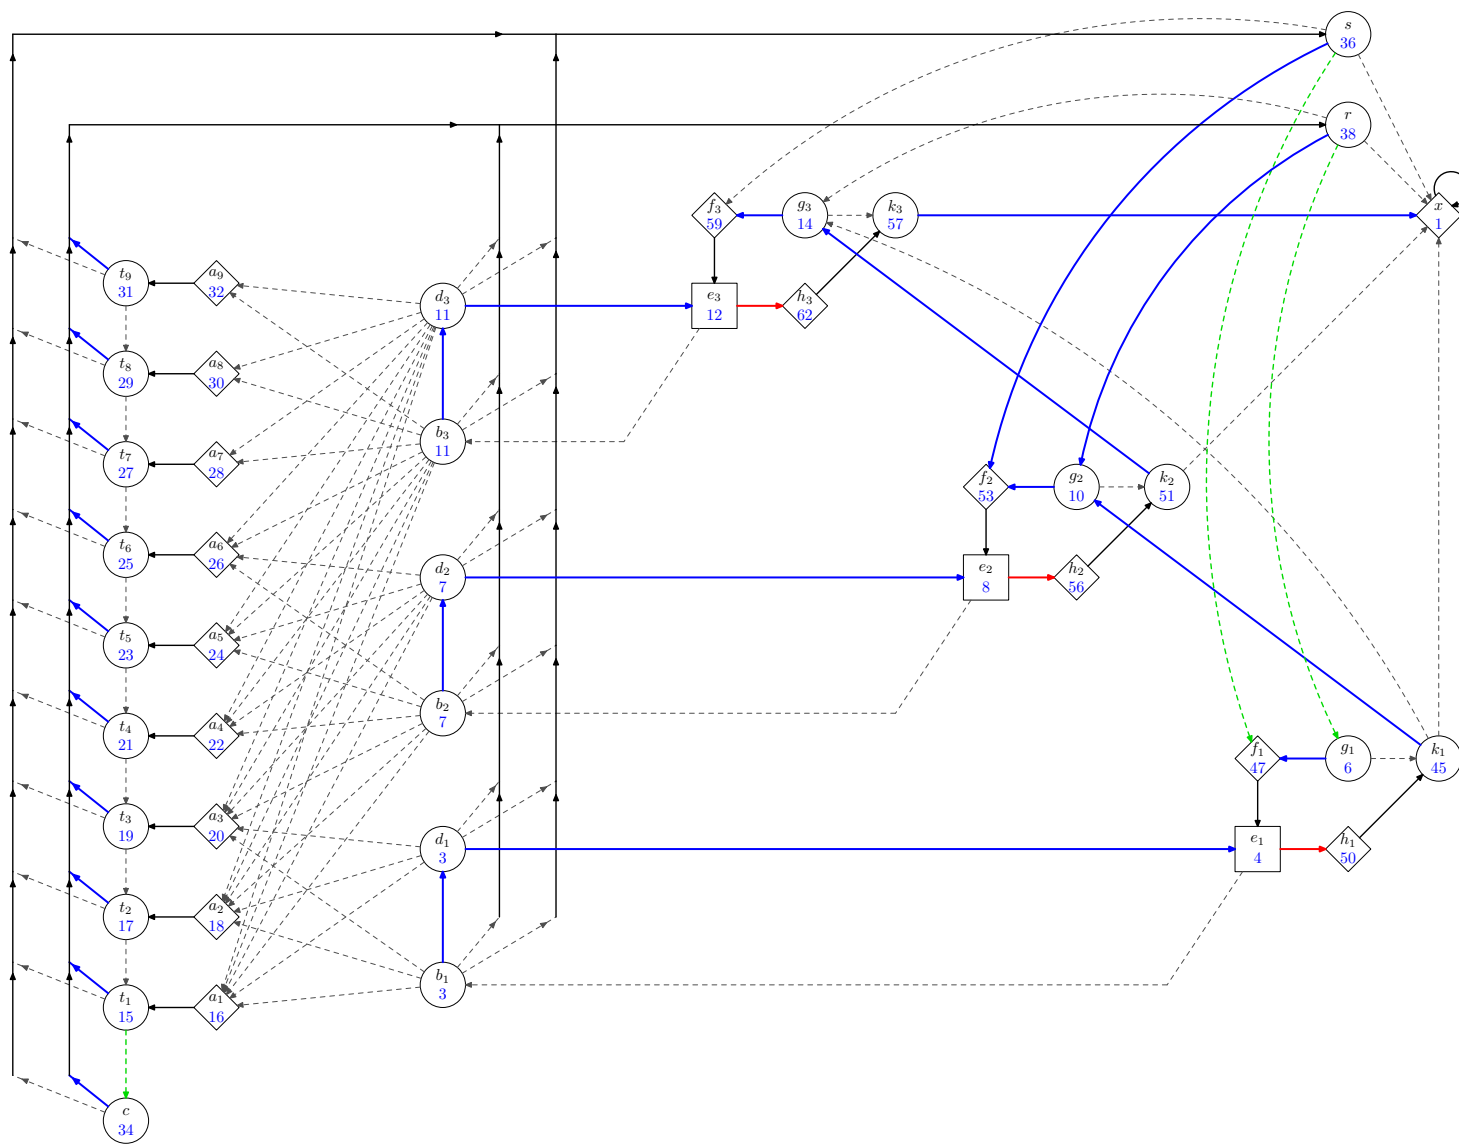 s
36
r
38
f₃
59
g₃
14
k₃
57
x
1
t₉
31
a₉
32
d₃
11
e₃
12
h₃
62
t₈
29
a₈
30
b₃
11
t₇
27
a₇
28
f₂
53
g₂
10
k₂
51
t₆
25
a₆
26
d₂
7
e₂
8
h₂
56
t₅
23
a₅
24
b₂
7
t₄
21
a₄
22
f₁
47
g₁
6
k₁
45
t₃
19
a₃
20
d₁
3
e₁
4
h₁
50
t₂
17
a₂
18
b₁
3
t₁
15
a₁
16
c
34